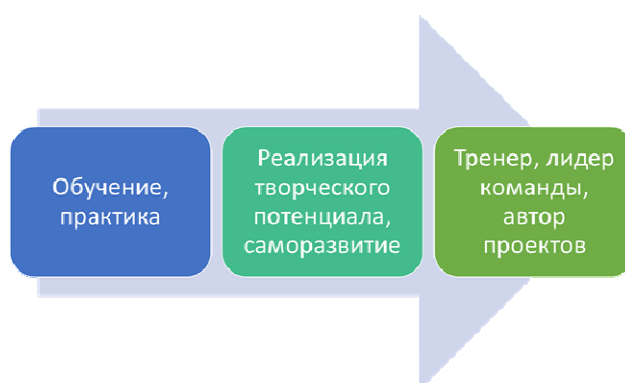 Обучение,
практика
Реализация
творческого
потенциала,
саморазвитие
Тренер, лидер
команды,
автор
проектов